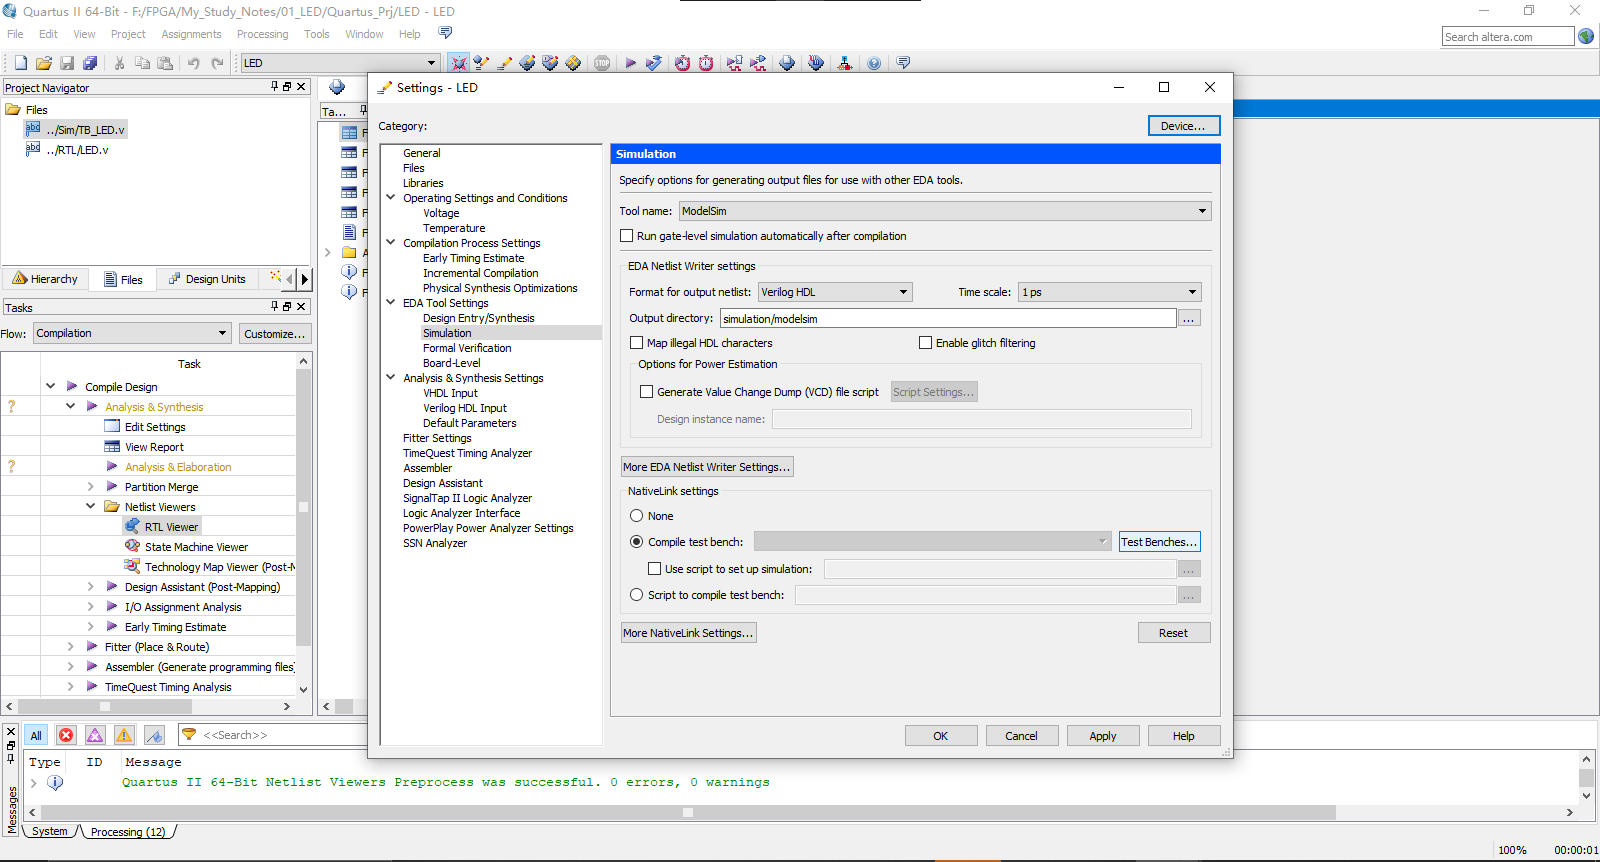 Quartus II 64-Bit - F:/FPGA/My_Study_Notes/01_LED/Quartus_Prj/LED - LED
File Edit View Project Assignments Processing Tools Window Help
Search altera.com
LED
Project Navigator
Files
../Sim/TB_LED.v
../RTL/LED.v
Hierarchy Files Design Units
Tasks
Flow: Compilation Customize...
Task
Compile Design
Analysis & Synthesis
Edit Settings
View Report
Analysis & Elaboration
Partition Merge
Netlist Viewers
RTL Viewer
State Machine Viewer
Technology Map Viewer (Post-M
Design Assistant (Post-Mapping)
I/O Assignment Analysis
Early Timing Estimate
Fitter (Place & Route)
Assembler (Generate programming files)
TimeQuest Timing Analysis
Ta...
F
F
F
F
F
F
A
F
F
Settings - LED
Category:
Device...
General
Files
Libraries
Operating Settings and Conditions
Voltage
Temperature
Compilation Process Settings
Early Timing Estimate
Incremental Compilation
Physical Synthesis Optimizations
EDA Tool Settings
Design Entry/Synthesis
Simulation
Formal Verification
Board-Level
Analysis & Synthesis Settings
VHDL Input
Verilog HDL Input
Default Parameters
Fitter Settings
TimeQuest Timing Analyzer
Assembler
Design Assistant
SignalTap II Logic Analyzer
Logic Analyzer Interface
PowerPlay Power Analyzer Settings
SSN Analyzer
Simulation
Specify options for generating output files for use with other EDA tools.
Tool name: ModelSim
Run gate-level simulation automatically after compilation
EDA Netlist Writer settings
Format for output netlist: Verilog HDL Time scale: 1 ps
Output directory: simulation/modelsim ...
Map illegal HDL characters Enable glitch filtering
Options for Power Estimation
Generate Value Change Dump (VCD) file script Script Settings...
Design instance name:
More EDA Netlist Writer Settings...
NativeLink settings
None
Compile test bench: Test Benches...
Use script to set up simulation: ...
Script to compile test bench: ...
More NativeLink Settings... Reset
OK Cancel Apply Help
All <<Search>>
Type ID Message
Quartus II 64-Bit Netlist Viewers Preprocess was successful. 0 errors, 0 warnings
Messages
System Processing (12)
100% 00:00:01